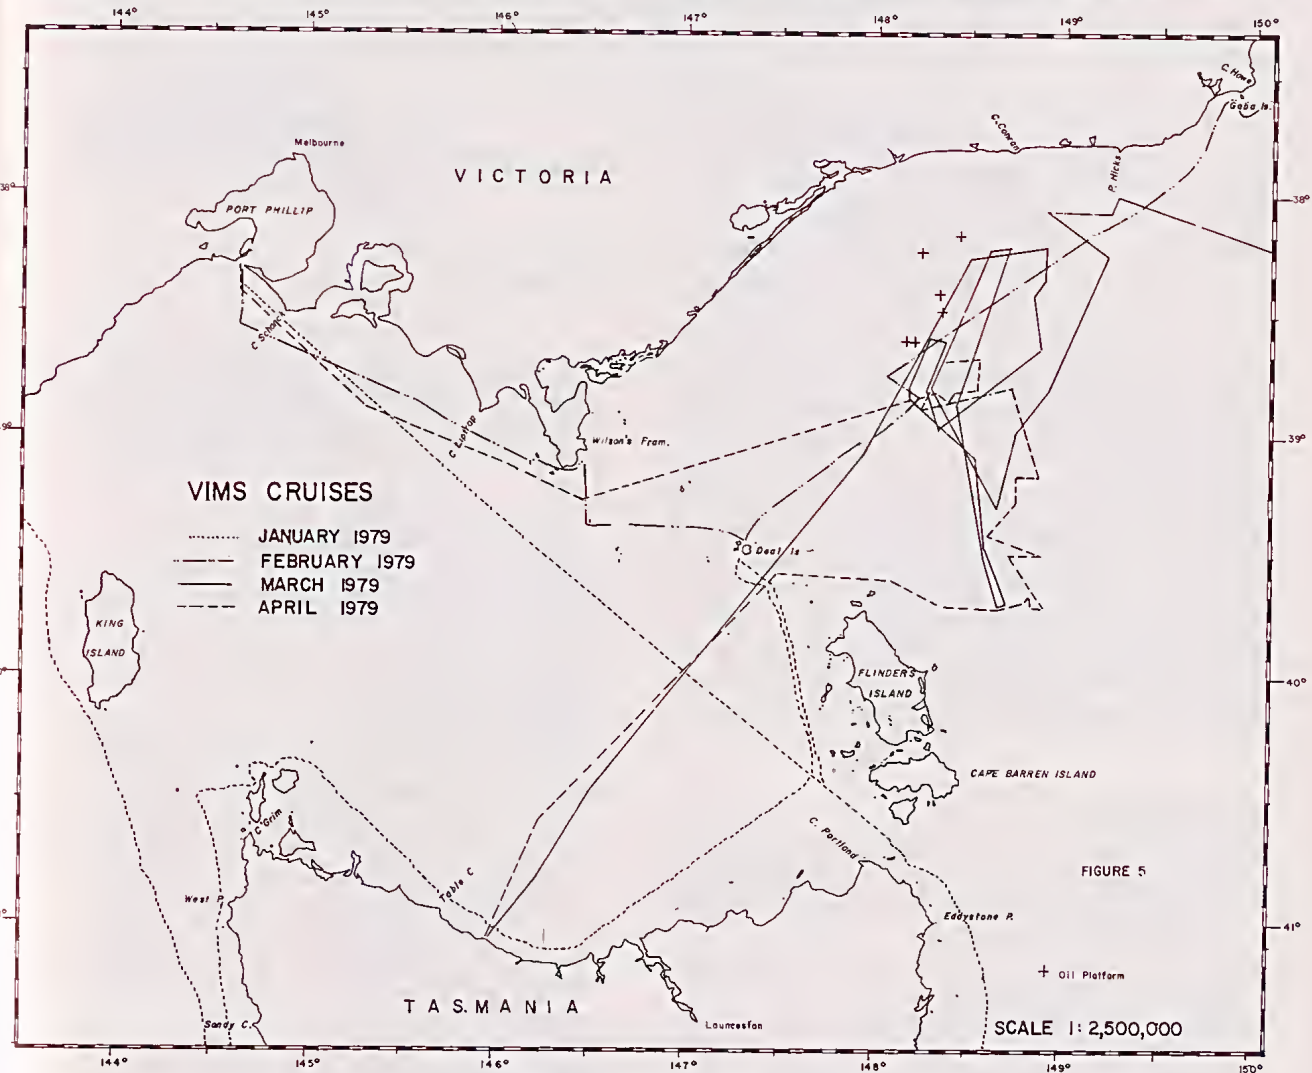 144° 145° 146° 147° 148° 149° 150°
C. Howe
Gabo Is.
C. Conran
Melbourne
VICTORIA
P. Hicks
38° 38°
PORT PHILLIP
C Schanck
C Liptrap
39° 39°
Wilson's Prom.
VIMS CRUISES
JANUARY 1979
FEBRUARY 1979
MARCH 1979
APRIL 1979
Deal Is
KING
ISLAND
FLINDERS
ISLAND
40°
CAPE BARREN ISLAND
C Grim
C. Portland
Table C
FIGURE 5
West P.
Eddystone P.
41°
+ Oil Platform
TASMANIA
Sandy C.
Launceston
SCALE 1: 2,500,000
144° 145° 146° 147° 148° 149° 150°